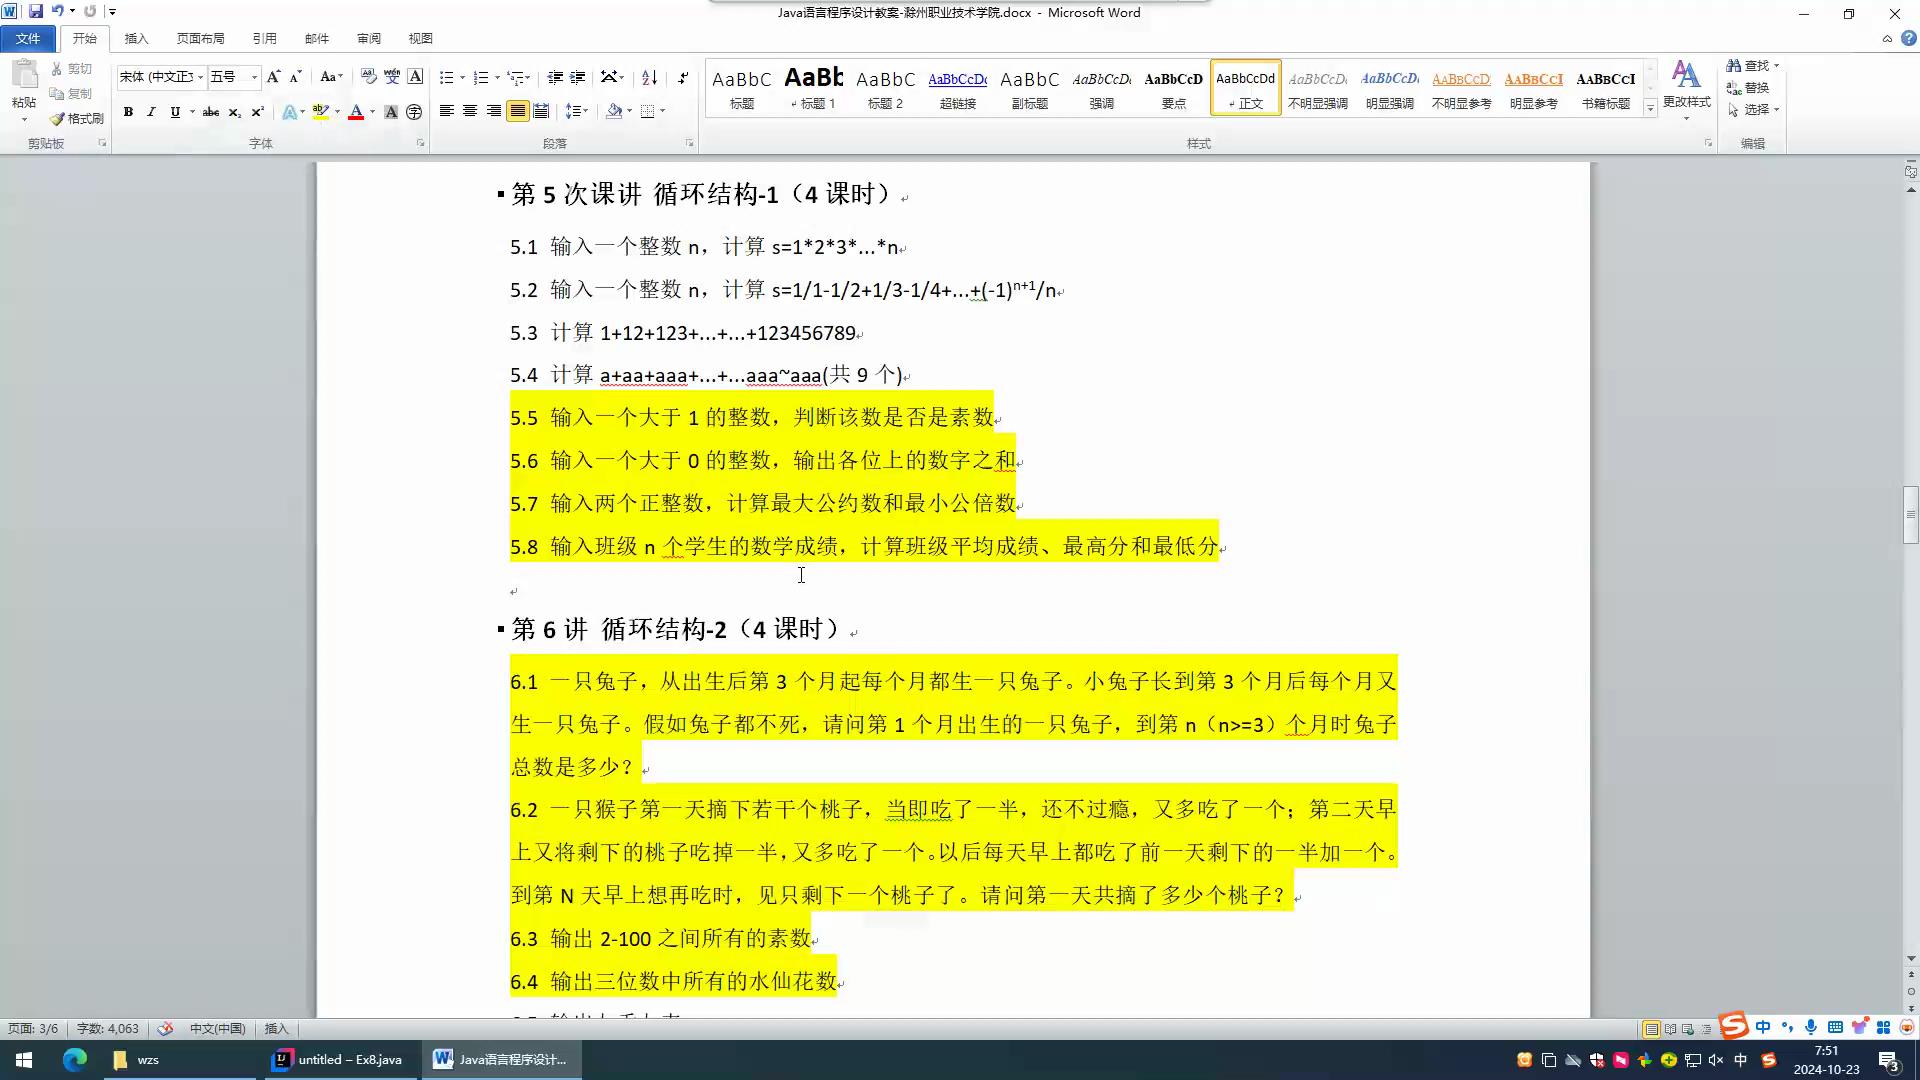 Java语言程序设计教案-滁州职业技术学院.docx - Microsoft Word
文件 开始 插入 页面布局 引用 邮件 审阅 视图
粘贴 剪切 复制 格式刷 剪贴板
宋体 (中文正文 五号 字体
段落
AaBbC 标题
AaBb 标题 1
AaBbC 标题 2
AaBbCcDc 超链接
AaBbC 副标题
AaBbCcDc 强调
AaBbCcD 要点
AaBbCcDd 正文
AaBbCcDc 不明显强调
AaBbCcDc 明显强调
AaBbCcD 不明显参考
AaBbCcI 明显参考
AaBbCcI 书籍标题
样式
更改样式
查找 替换 选择 编辑
第 5 次课讲 循环结构-1（4 课时）
5.1 输入一个整数 n，计算 s=1*2*3*...*n
5.2 输入一个整数 n，计算 s=1/1-1/2+1/3-1/4+...+(-1)n+1/n
5.3 计算 1+12+123+...+...+123456789
5.4 计算 a+aa+aaa+...+...aaa~aaa(共 9 个)
5.5 输入一个大于 1 的整数，判断该数是否是素数
5.6 输入一个大于 0 的整数，输出各位上的数字之和
5.7 输入两个正整数，计算最大公约数和最小公倍数
5.8 输入班级 n 个学生的数学成绩，计算班级平均成绩、最高分和最低分
第 6 讲 循环结构-2（4 课时）
6.1 一只兔子，从出生后第 3 个月起每个月都生一只兔子。小兔子长到第 3 个月后每个月又
生一只兔子。假如兔子都不死，请问第 1 个月出生的一只兔子，到第 n（n>=3）个月时兔子
总数是多少？
6.2 一只猴子第一天摘下若干个桃子，当即吃了一半，还不过瘾，又多吃了一个；第二天早
上又将剩下的桃子吃掉一半，又多吃了一个。以后每天早上都吃了前一天剩下的一半加一个。
到第 N 天早上想再吃时，见只剩下一个桃子了。请问第一天共摘了多少个桃子？
6.3 输出 2-100 之间所有的素数
6.4 输出三位数中所有的水仙花数
页面: 3/6 字数: 4,063 中文(中国) 插入
中
wzs untitled – Ex8.java Java语言程序设计... 中 7:51
2024-10-23
3